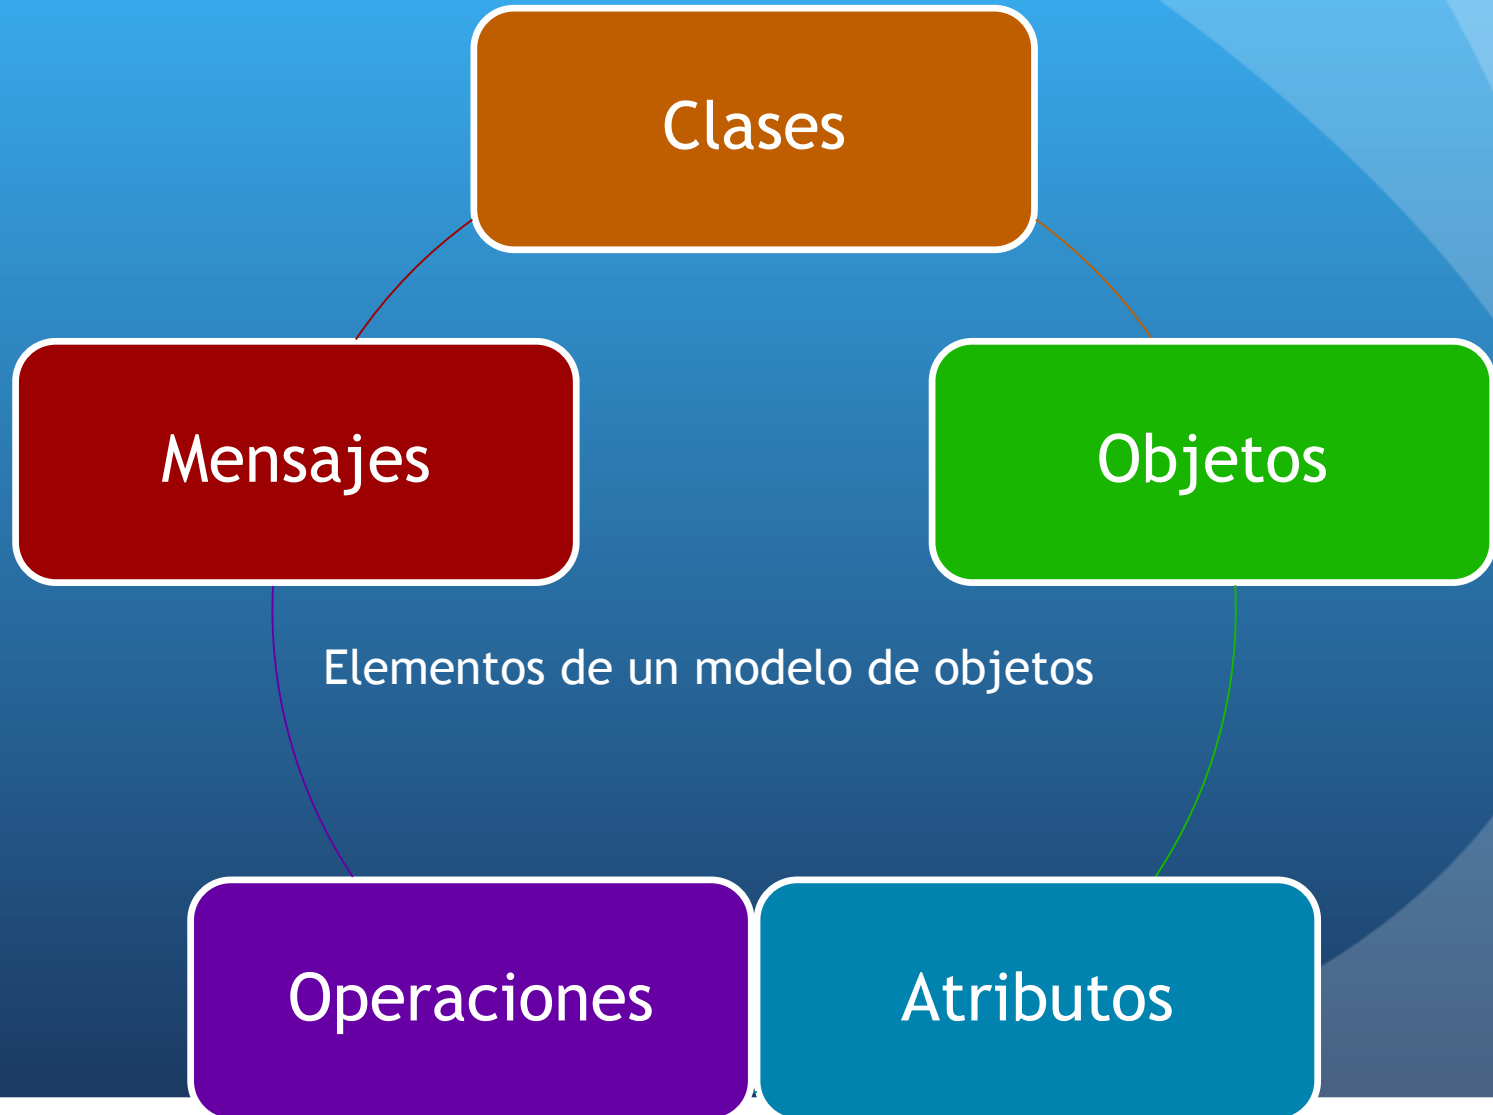 Clases
Mensajes
Objetos
Elementos de un modelo de objetos
Operaciones
Atributos